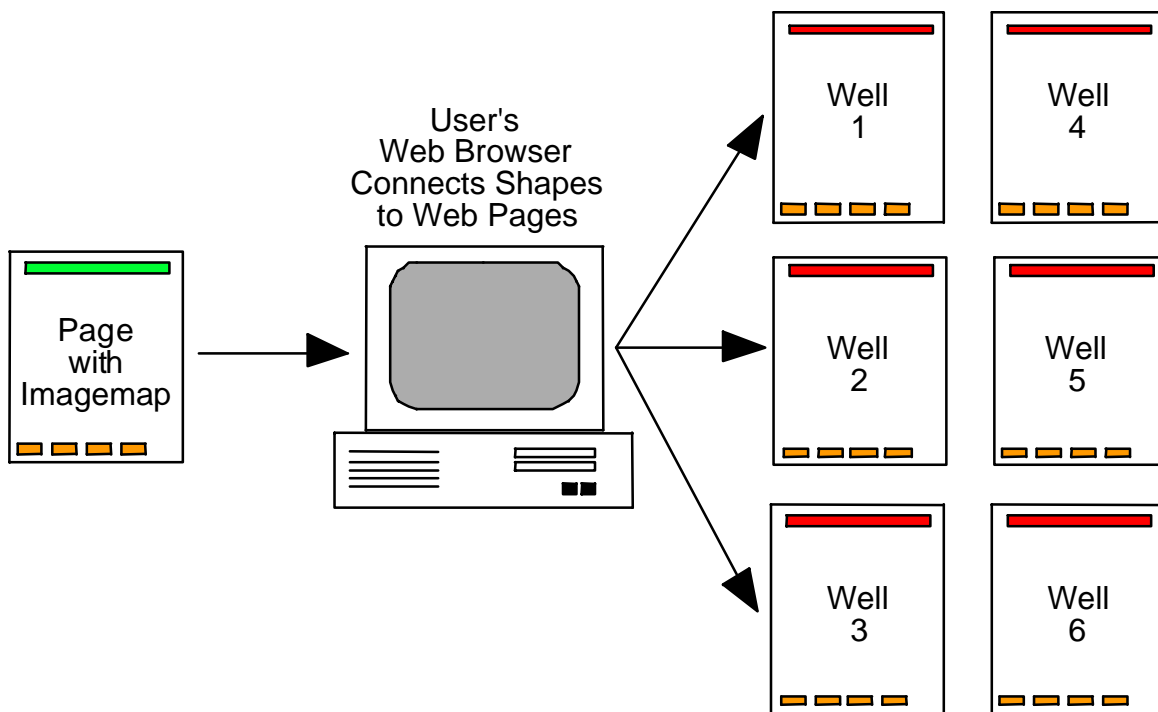 Page
with
Imagemap
User's
Web Browser
Connects Shapes
to Web Pages
Well
1
Well
4
Well
2
Well
5
Well
3
Well
6